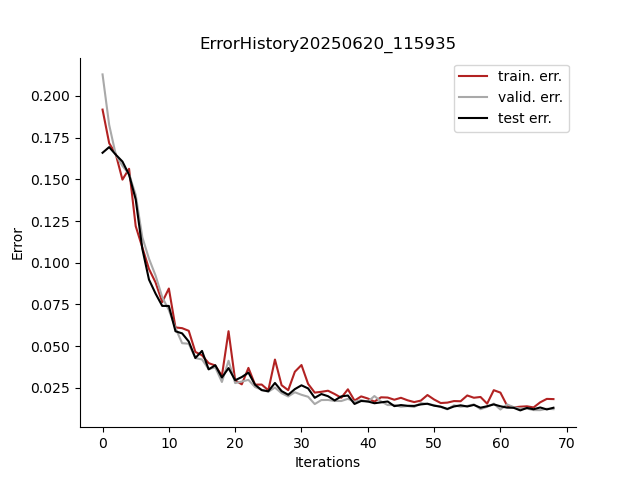 ErrorHistory20250620_115935
train. err.
valid. err.
test err.
0.200
0.175
0.150
0.125
0.100
0.075
0.050
0.025
Error
0 10 20 30 40 50 60 70
Iterations